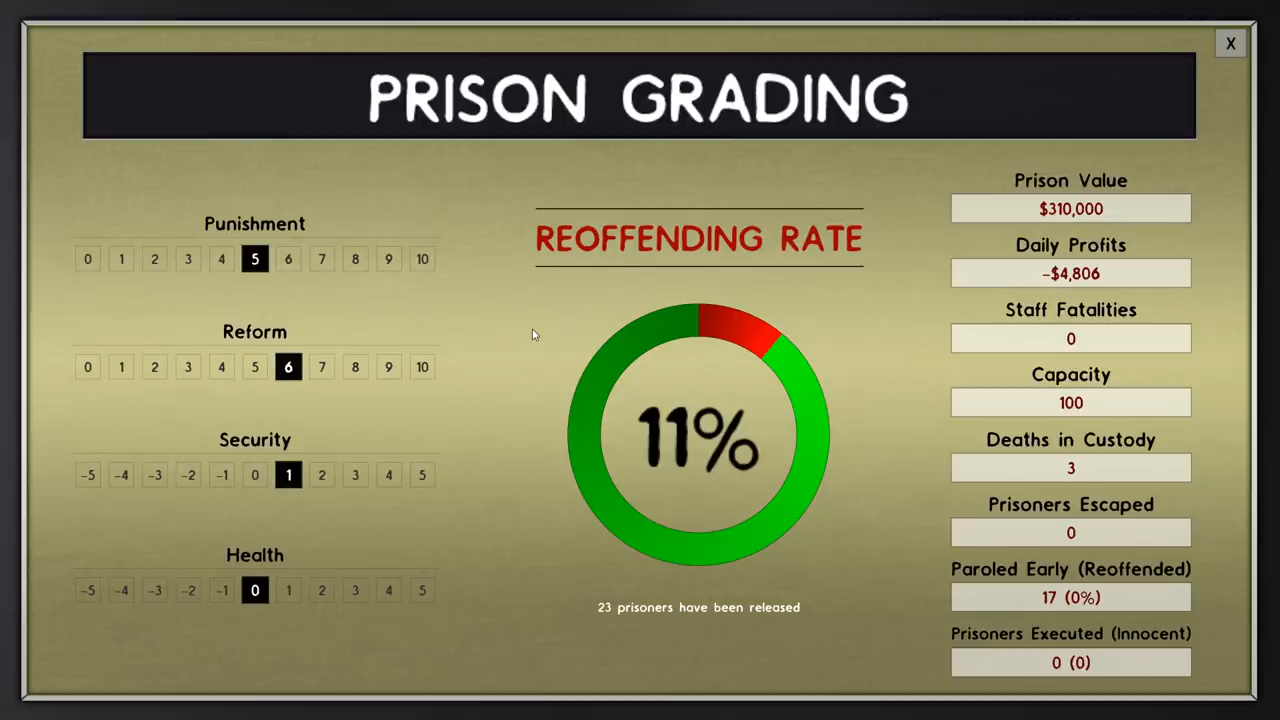 X
PRISON GRADING
Punishment
0 1 2 3 4 5 6 7 8 9 10
Reform
0 1 2 3 4 5 6 7 8 9 10
Security
-5 -4 -3 -2 -1 0 1 2 3 4 5
Health
-5 -4 -3 -2 -1 0 1 2 3 4 5
REOFFENDING RATE
11%
23 prisoners have been released
Prison Value
$310,000
Daily Profits
-$4,806
Staff Fatalities
0
Capacity
100
Deaths in Custody
3
Prisoners Escaped
0
Paroled Early (Reoffended)
17 (0%)
Prisoners Executed (Innocent)
0 (0)